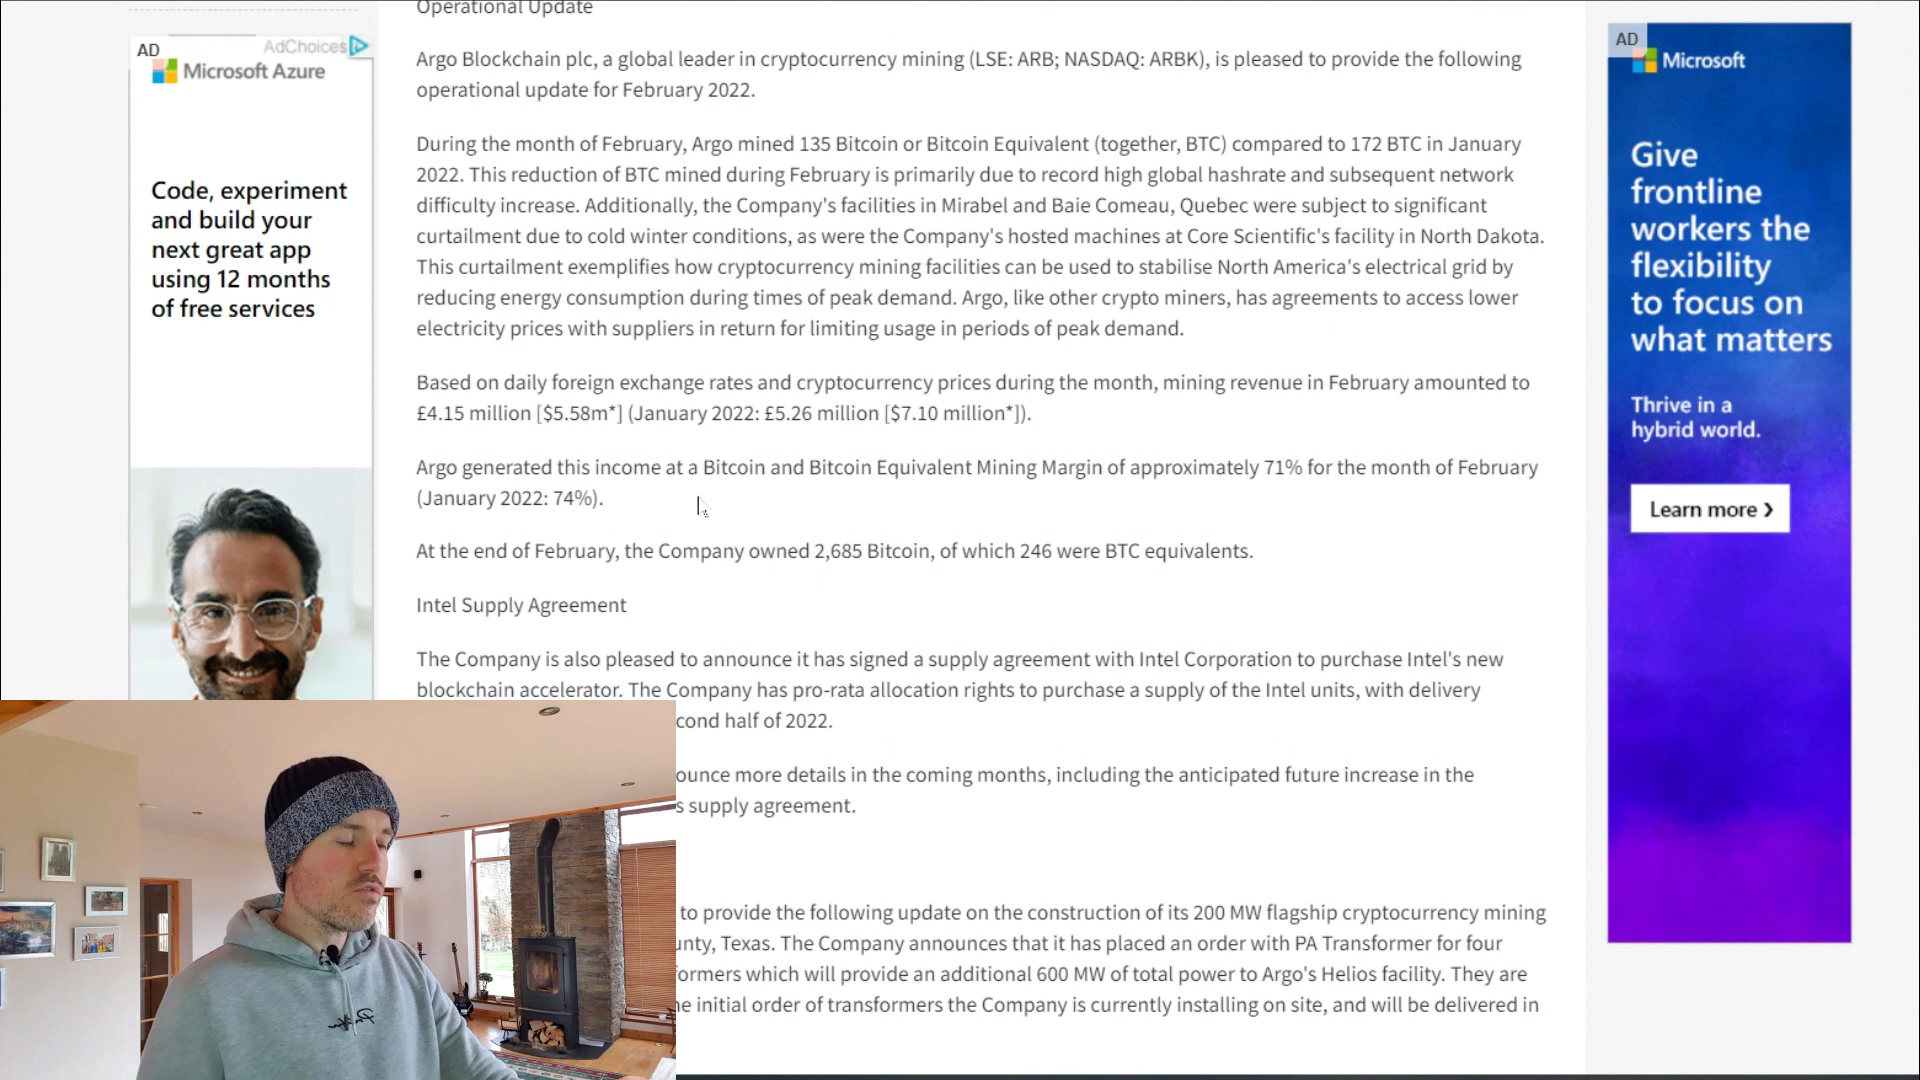 Operational Update
AD
AdChoices
Microsoft Azure
Code, experiment
and build your
next great app
using 12 months
of free services
Argo Blockchain plc, a global leader in cryptocurrency mining (LSE: ARB; NASDAQ: ARBK), is pleased to provide the following
operational update for February 2022.
During the month of February, Argo mined 135 Bitcoin or Bitcoin Equivalent (together, BTC) compared to 172 BTC in January
2022. This reduction of BTC mined during February is primarily due to record high global hashrate and subsequent network
difficulty increase. Additionally, the Company's facilities in Mirabel and Baie Comeau, Quebec were subject to significant
curtailment due to cold winter conditions, as were the Company's hosted machines at Core Scientific's facility in North Dakota.
This curtailment exemplifies how cryptocurrency mining facilities can be used to stabilise North America's electrical grid by
reducing energy consumption during times of peak demand. Argo, like other crypto miners, has agreements to access lower
electricity prices with suppliers in return for limiting usage in periods of peak demand.
Based on daily foreign exchange rates and cryptocurrency prices during the month, mining revenue in February amounted to
£4.15 million [$5.58m*] (January 2022: £5.26 million [$7.10 million*]).
Argo generated this income at a Bitcoin and Bitcoin Equivalent Mining Margin of approximately 71% for the month of February
(January 2022: 74%).
At the end of February, the Company owned 2,685 Bitcoin, of which 246 were BTC equivalents.
Intel Supply Agreement
The Company is also pleased to announce it has signed a supply agreement with Intel Corporation to purchase Intel's new
blockchain accelerator. The Company has pro-rata allocation rights to purchase a supply of the Intel units, with delivery
cond half of 2022.
ounce more details in the coming months, including the anticipated future increase in the
s supply agreement.
to provide the following update on the construction of its 200 MW flagship cryptocurrency mining
unty, Texas. The Company announces that it has placed an order with PA Transformer for four
formers which will provide an additional 600 MW of total power to Argo's Helios facility. They are
e initial order of transformers the Company is currently installing on site, and will be delivered in
AD
Microsoft
Give
frontline
workers the
flexibility
to focus on
what matters
Thrive in a
hybrid world.
Learn more ❯